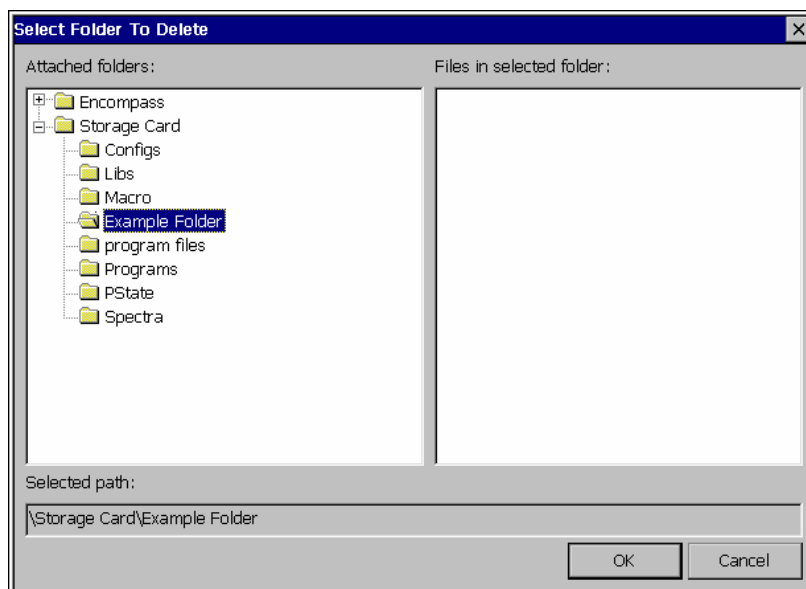 Select Folder To Delete
Attached folders:
Files in selected folder:
Encompass
Storage Card
Configs
Libs
Macro
Example Folder
program files
Programs
PState
Spectra
Selected path:
\Storage Card\Example Folder
OK
Cancel